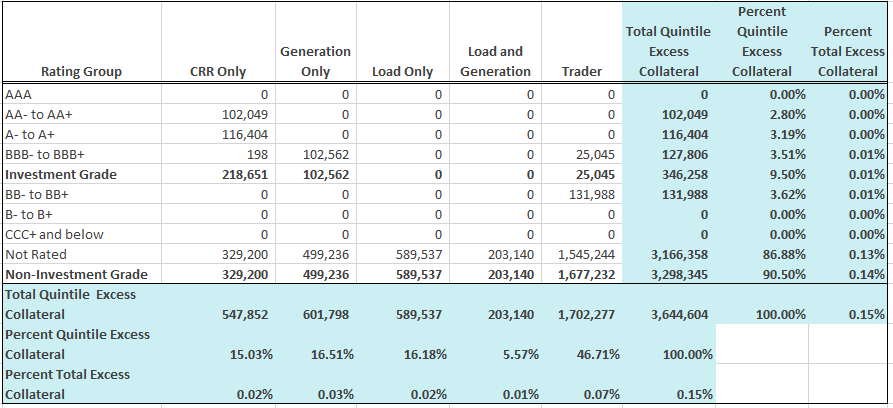 Rating Group CRR Only Generation Only Load Only Load and Generation Trader Total Quintile Excess Collateral Percent Quintile Excess Collateral Percent Total Excess Collateral
AAA 0 0 0 0 0 0 0.00% 0.00%
AA- to AA+ 102,049 0 0 0 0 102,049 2.80% 0.00%
A- to A+ 116,404 0 0 0 0 116,404 3.19% 0.00%
BBB- to BBB+ 198 102,562 0 0 25,045 127,806 3.51% 0.01%
Investment Grade 218,651 102,562 0 0 25,045 346,258 9.50% 0.01%
BB- to BB+ 0 0 0 0 131,988 131,988 3.62% 0.01%
B- to B+ 0 0 0 0 0 0 0.00% 0.00%
CCC+ and below 0 0 0 0 0 0 0.00% 0.00%
Not Rated 329,200 499,236 589,537 203,140 1,545,244 3,166,358 86.88% 0.13%
Non-Investment Grade 329,200 499,236 589,537 203,140 1,677,232 3,298,345 90.50% 0.14%
Total Quintile Excess
Collateral 547,852 601,798 589,537 203,140 1,702,277 3,644,604 100.00% 0.15%
Percent Quintile Excess
Collateral 15.03% 16.51% 16.18% 5.57% 46.71% 100.00%
Percent Total Excess
Collateral 0.02% 0.03% 0.02% 0.01% 0.07% 0.15%